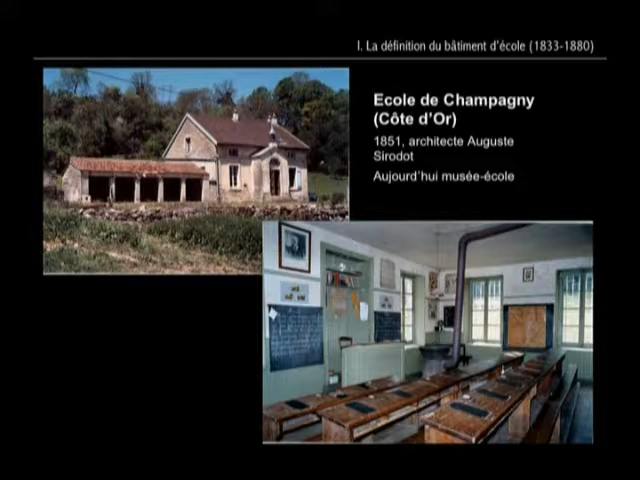 I. La définition du bâtiment d'école (1833-1880)
Ecole de Champagny
(Côte d'Or)
1851, architecte Auguste
Sirodot
Aujourd'hui musée-école